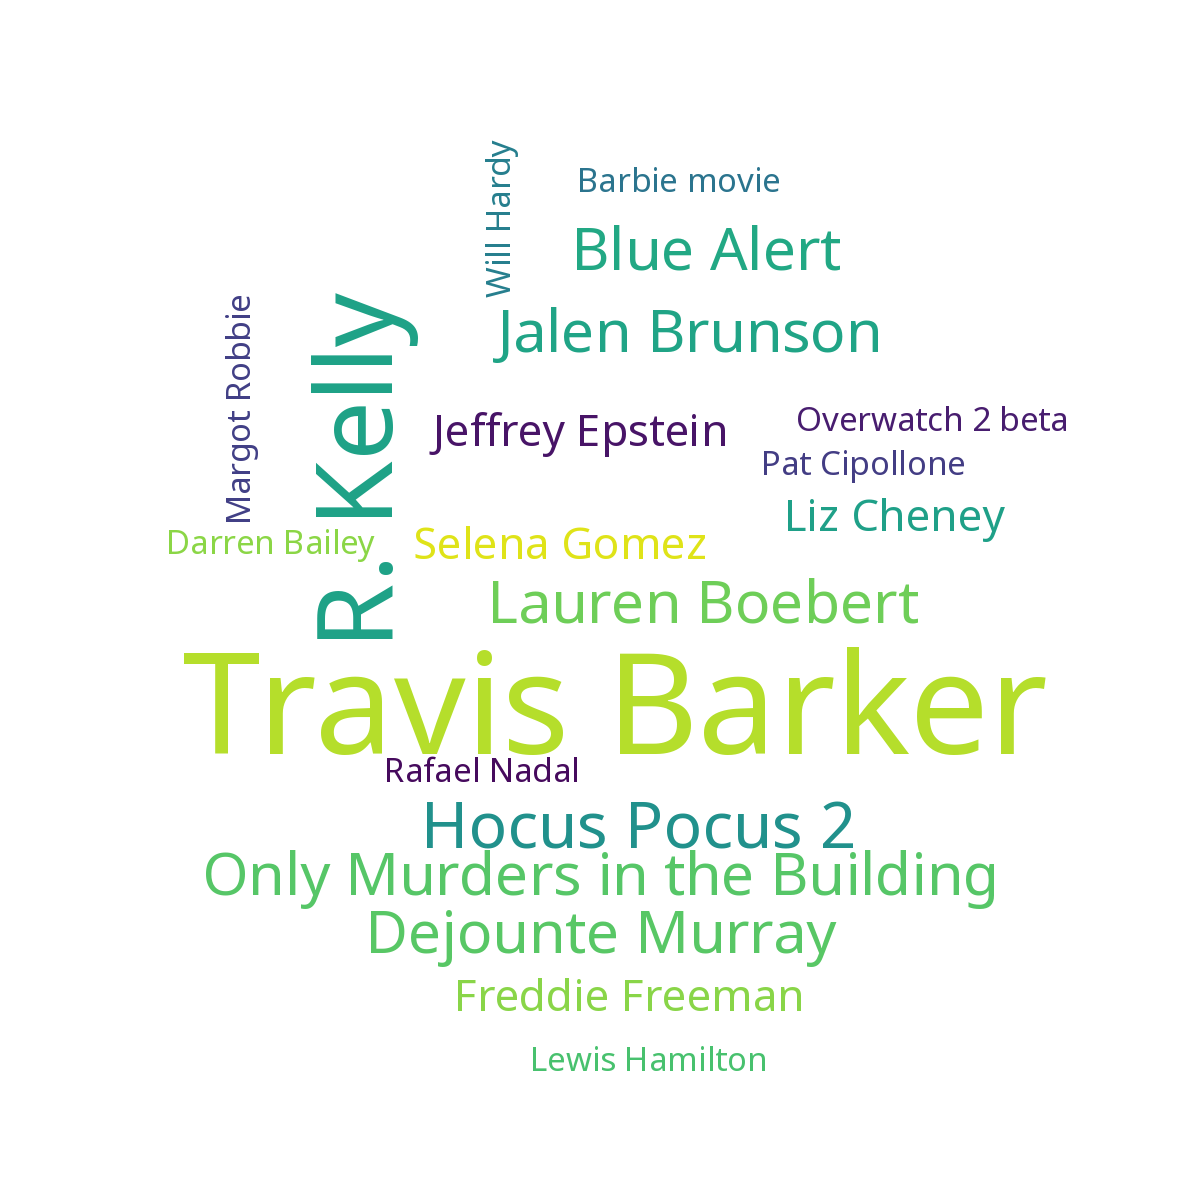 Will Hardy
Barbie movie
Blue Alert
Margot Robbie
R. Kelly
Jalen Brunson
Jeffrey Epstein
Overwatch 2 beta
Pat Cipollone
Liz Cheney
Darren Bailey
Selena Gomez
Lauren Boebert
Travis Barker
Rafael Nadal
Hocus Pocus 2
Only Murders in the Building
Dejounte Murray
Freddie Freeman
Lewis Hamilton